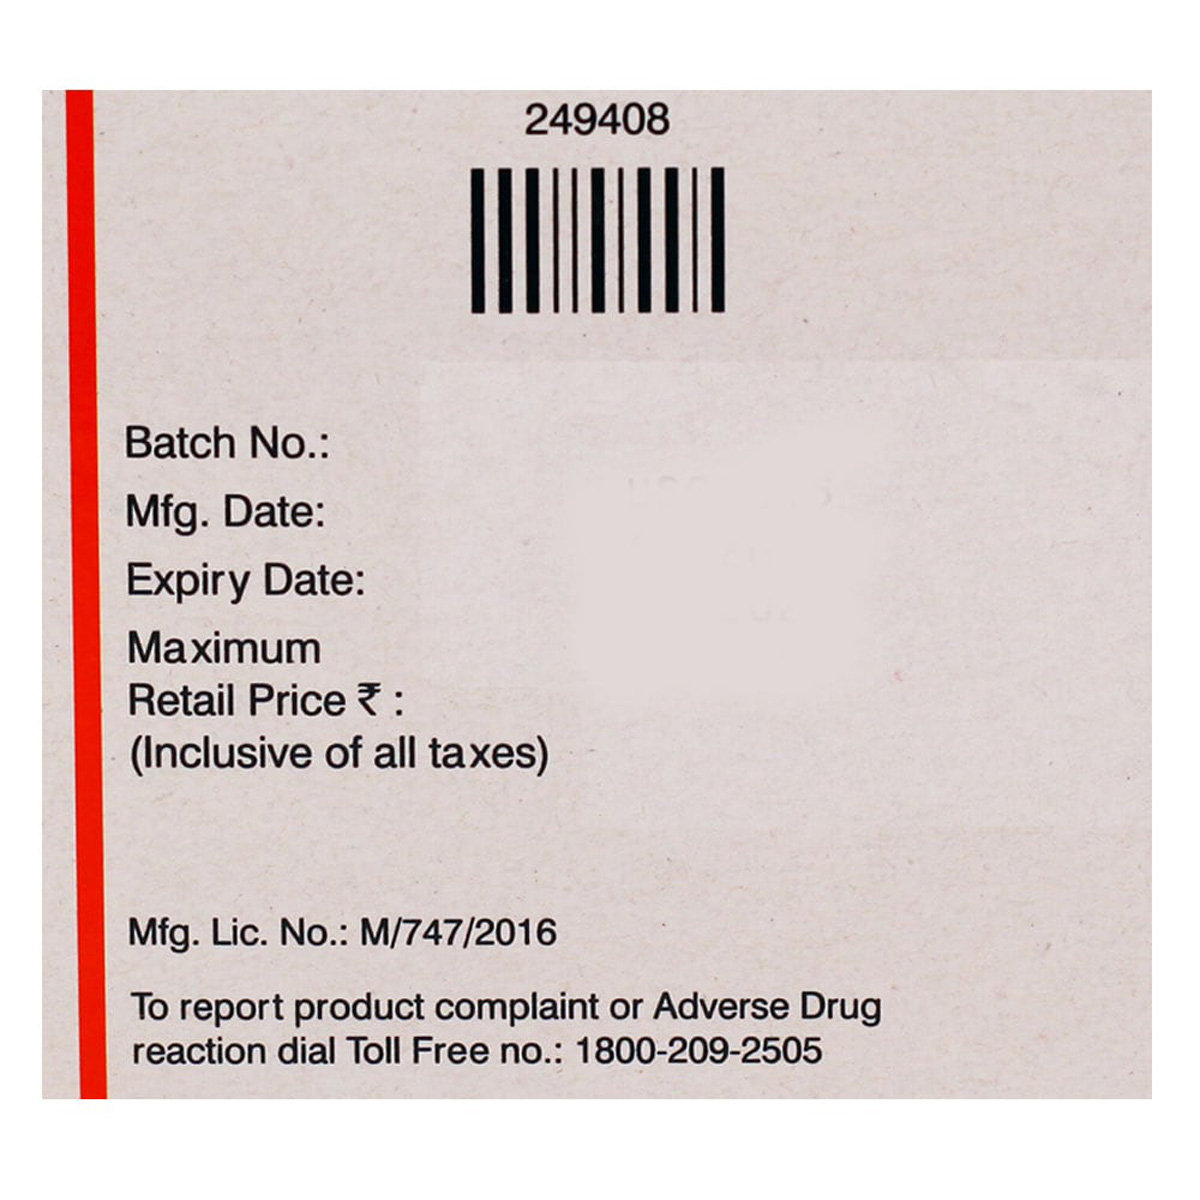 249408
Batch No.:
Mfg. Date:
Expiry Date:
Maximum
Retail Price ₹ :
(Inclusive of all taxes)
Mfg. Lic. No.: M/747/2016
To report product complaint or Adverse Drug
reaction dial Toll Free no.: 1800-209-2505